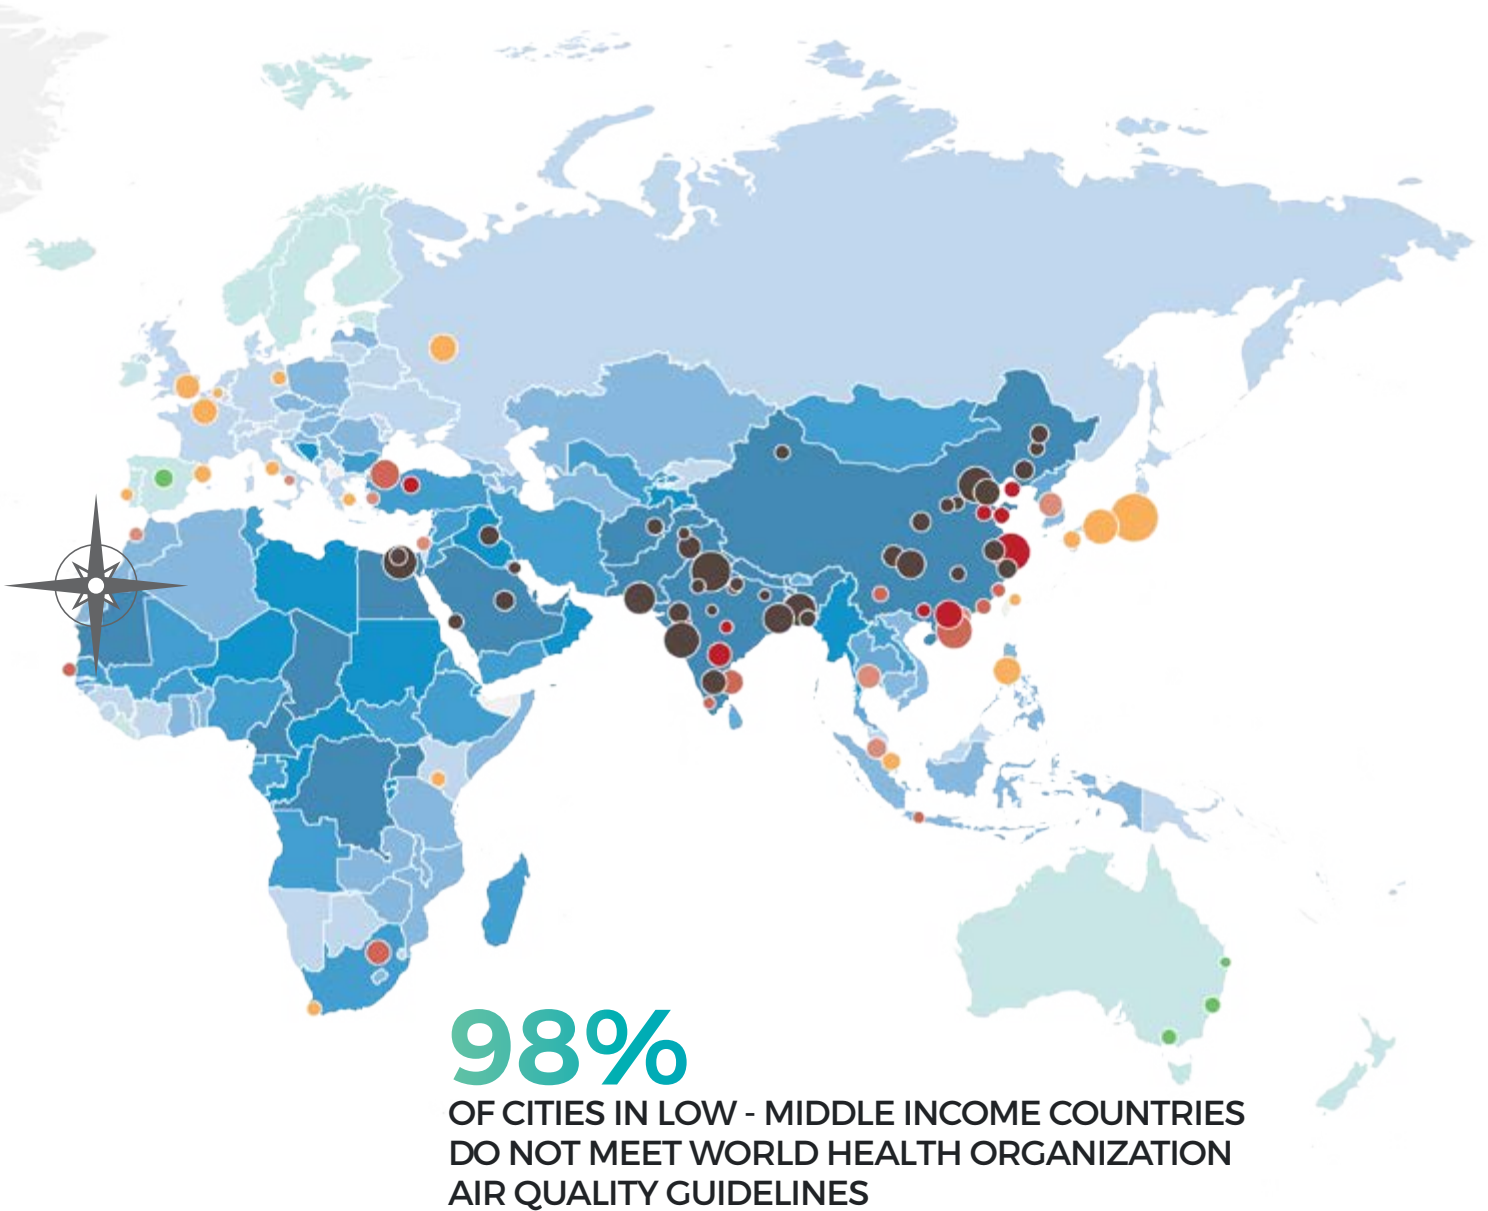 98%
OF CITIES IN LOW - MIDDLE INCOME COUNTRIES
DO NOT MEET WORLD HEALTH ORGANIZATION
AIR QUALITY GUIDELINES